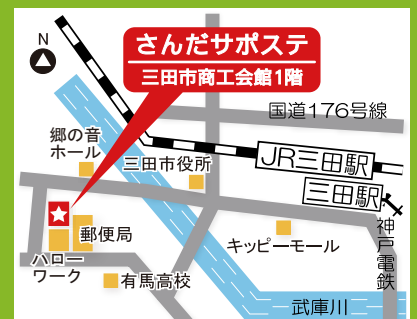 N
さんだサポステ
三田市商工会館1階
国道176号線
郷の音
ホール
三田市役所
JR三田駅
三田駅
神戸電鉄
郵便局
キッピーモール
ハロー
ワーク
有馬高校
武庫川